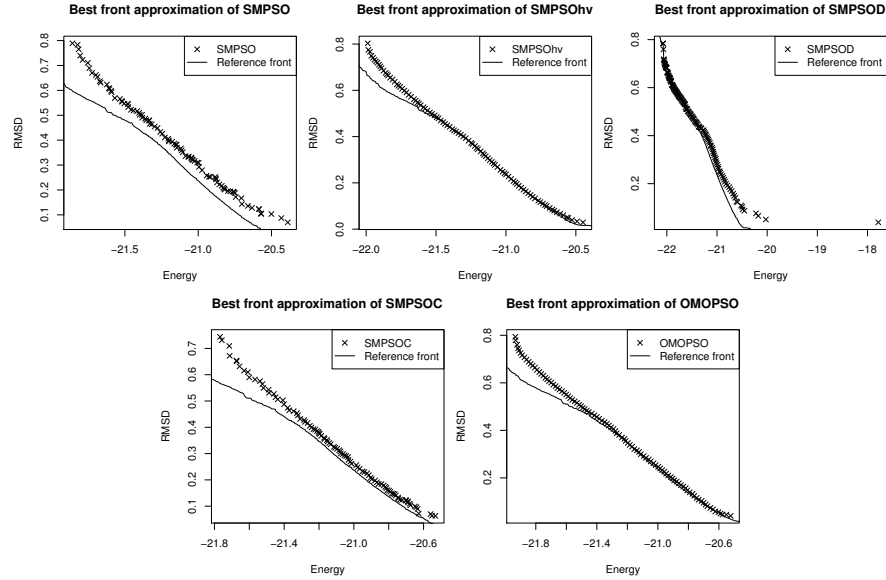 Best front approximation of SMPSO
Best front approximation of SMPSOhv
Best front approximation of SMPSOD
× SMPSO
Reference front
× SMPSOhv
Reference front
× SMPSOD
Reference front
RMSD
0.1 0.2 0.3 0.4 0.5 0.6 0.7 0.8
RMSD
0.0 0.2 0.4 0.6 0.8
RMSD
0.2 0.4 0.6 0.8
−21.5 −21.0 −20.5
−22.0 −21.5 −21.0 −20.5
−22 −21 −20 −19 −18
Energy
Energy
Energy
Best front approximation of SMPSOC
Best front approximation of OMOPSO
× SMPSOC
Reference front
× OMOPSO
Reference front
RMSD
0.1 0.2 0.3 0.4 0.5 0.6 0.7
RMSD
0.2 0.4 0.6 0.8
−21.8 −21.4 −21.0 −20.6
−21.8 −21.4 −21.0 −20.6
Energy
Energy